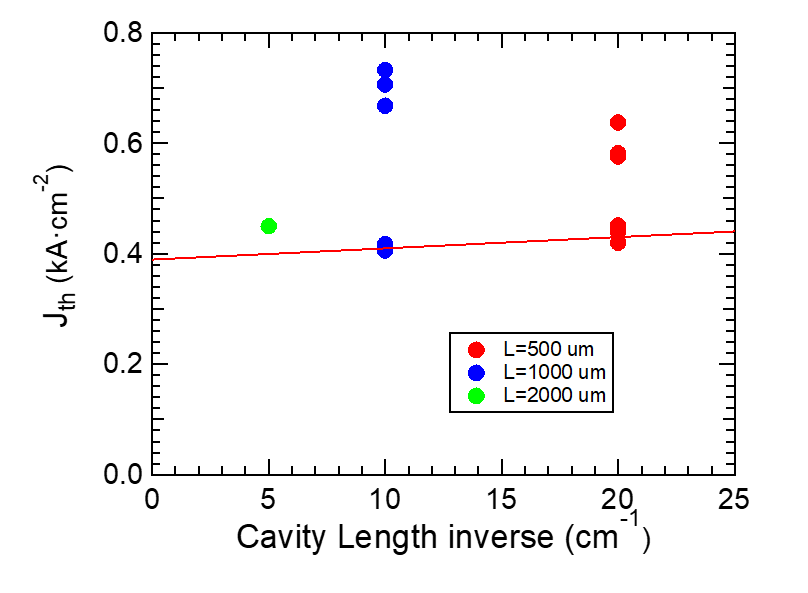 0.8
0.6
0.4
0.2
0.0
J_th (kA·cm^-2)
L=500 um
L=1000 um
L=2000 um
0 5 10 15 20 25
Cavity Length inverse (cm^-1)